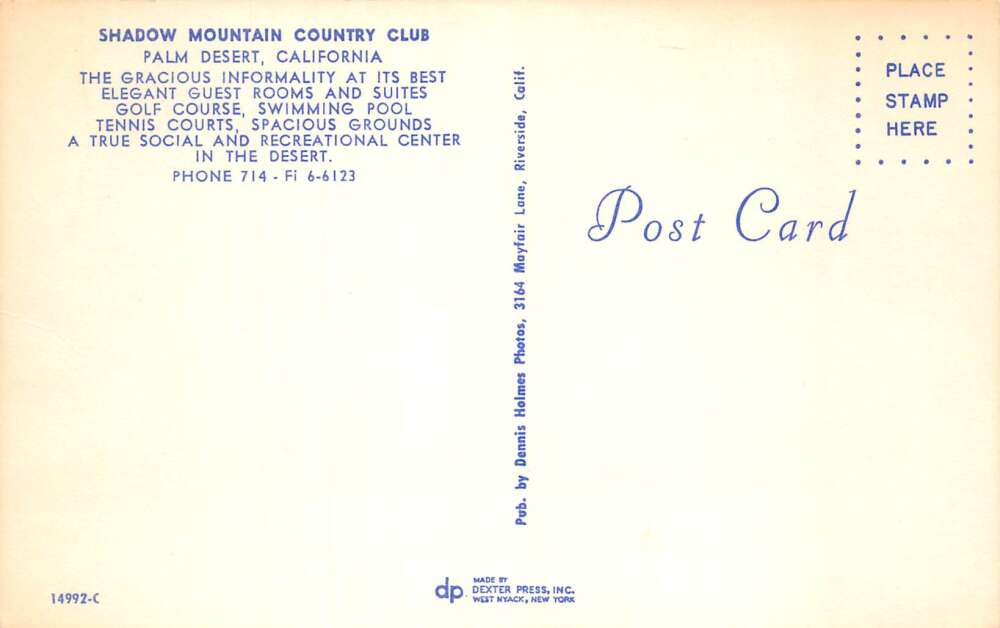 SHADOW MOUNTAIN COUNTRY CLUB
PALM DESERT, CALIFORNIA
THE GRACIOUS INFORMALITY AT ITS BEST
ELEGANT GUEST ROOMS AND SUITES
GOLF COURSE, SWIMMING POOL
TENNIS COURTS, SPACIOUS GROUNDS
A TRUE SOCIAL AND RECREATIONAL CENTER
IN THE DESERT.
PHONE 714 - Fi 6-6123
Pub. by Dennis Holmes Photos, 3164 Mayfair Lane, Riverside, Calif.
PLACE
STAMP
HERE
Post Card
14992-C
dp
MADE BY
DEXTER PRESS, INC.
WEST NYACK, NEW YORK